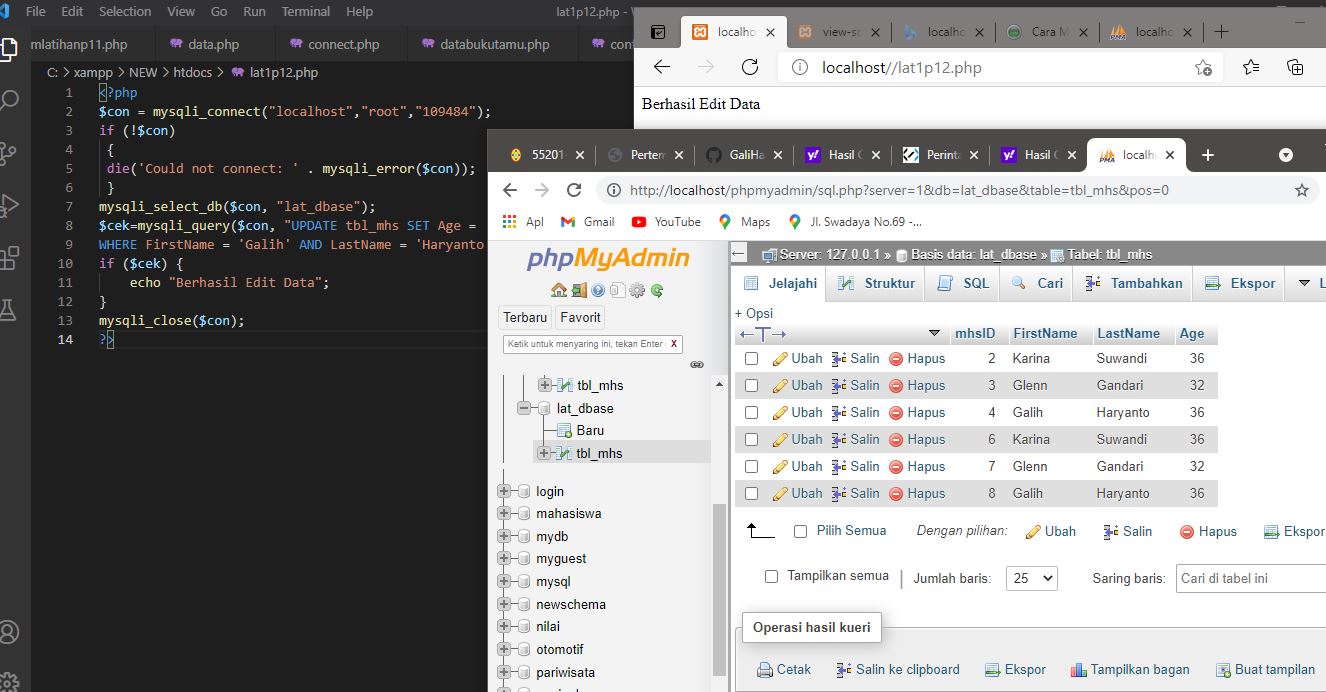 File Edit Selection View Go Run Terminal Help
lat1p12.php -
mlatihanp11.php data.php connect.php databukutamu.php
C: > xampp > NEW > htdocs > lat1p12.php
1 <?php
2 $con = mysqli_connect("localhost","root","109484");
3 if (!$con)
4 {
5 die('Could not connect: ' . mysqli_error($con));
6 }
7 mysqli_select_db($con, "lat_dbase");
8 $cek=mysqli_query($con, "UPDATE tbl_mhs SET Age =
9 WHERE FirstName = 'Galih' AND LastName = 'Haryanto
10 if ($cek) {
11 echo "Berhasil Edit Data";
12 }
13 mysqli_close($con);
14 ?>
localho view-so localho Cara M localho
localhost//lat1p12.php
Berhasil Edit Data
55201 Pertem GaliHa Hasil Perinta Hasil localh
http://localhost/phpmyadmin/sql.php?server=1&db=lat_dbase&table=tbl_mhs&pos=0
Apl Gmail YouTube Maps Jl. Swadaya No.69 -...
phpMyAdmin
Terbaru Favorit
Ketik untuk menyaring ini, tekan Enter X
tbl_mhs
lat_dbase
Baru
tbl_mhs
login
mahasiswa
mydb
myguest
mysql
newschema
nilai
otomotif
pariwisata
Server: 127.0.0.1 » Basis data: lat_dbase » Tabel: tbl_mhs
Jelajahi Struktur SQL Cari Tambahkan Ekspor
+ Opsi
mhsID FirstName LastName Age
Ubah Salin Hapus 2 Karina Suwandi 36
Ubah Salin Hapus 3 Glenn Gandari 32
Ubah Salin Hapus 4 Galih Haryanto 36
Ubah Salin Hapus 6 Karina Suwandi 36
Ubah Salin Hapus 7 Glenn Gandari 32
Ubah Salin Hapus 8 Galih Haryanto 36
Pilih Semua Dengan pilihan: Ubah Salin Hapus Ekspor
Tampilkan semua | Jumlah baris: 25 Saring baris: Cari di tabel ini
Operasi hasil kueri
Cetak Salin ke clipboard Ekspor Tampilkan bagan Buat tampilan